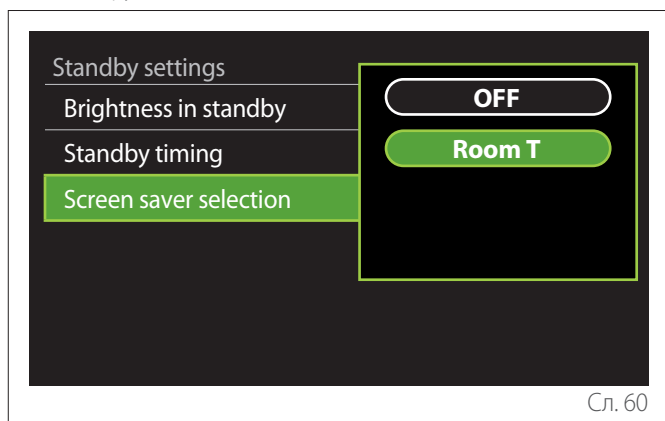 Standby settings
Brightness in standby
Standby timing
Screen saver selection
OFF
Room T
Сл. 60